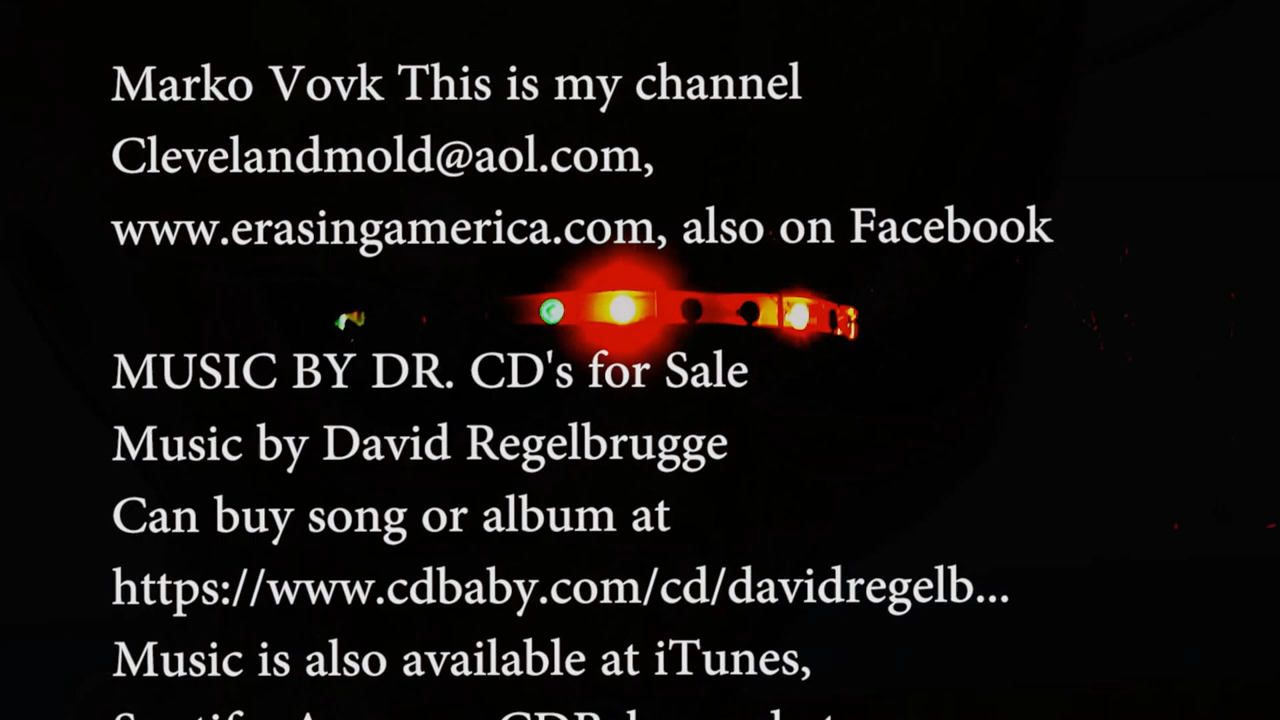 Marko Vovk This is my channel
Clevelandmold@aol.com,
www.erasingamerica.com, also on Facebook
MUSIC BY DR. CD's for Sale
Music by David Regelbrugge
Can buy song or album at
https://www.cdbaby.com/cd/davidregelb...
Music is also available at iTunes,